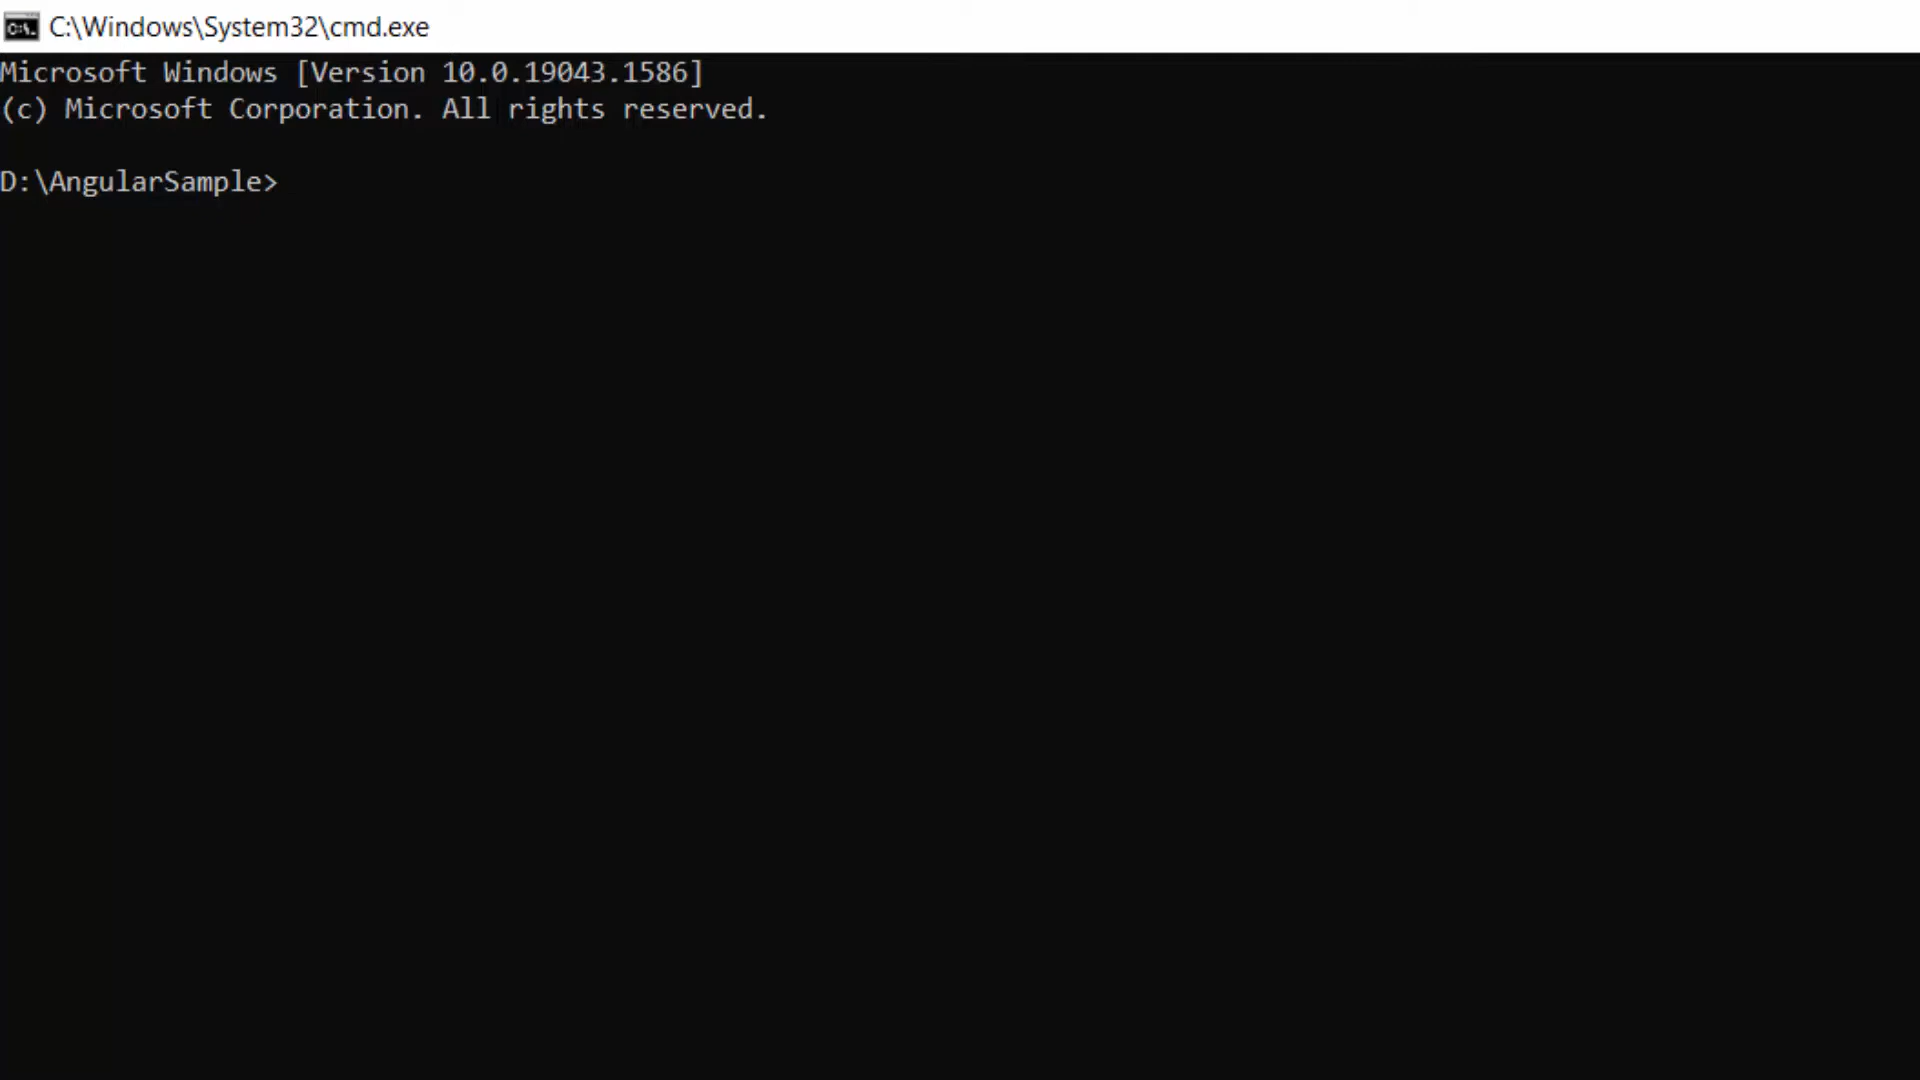 C:\Windows\System32\cmd.exe
Microsoft Windows [Version 10.0.19043.1586]
(c) Microsoft Corporation. All rights reserved.
D:\AngularSample>